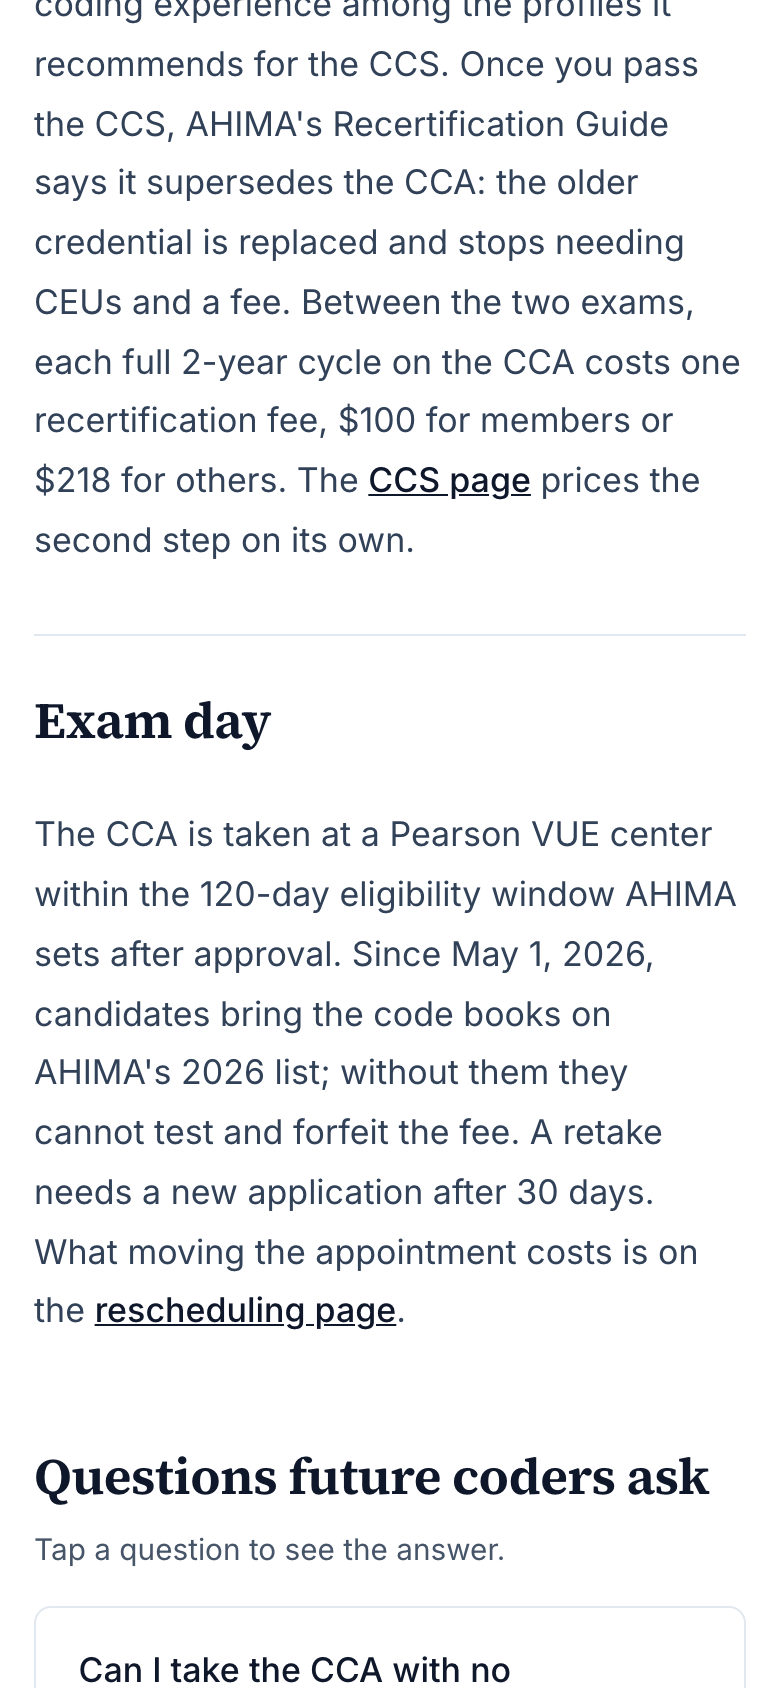 coding experience among the profiles it
recommends for the CCS. Once you pass
the CCS, AHIMA's Recertification Guide
says it supersedes the CCA: the older
credential is replaced and stops needing
CEUs and a fee. Between the two exams,
each full 2-year cycle on the CCA costs one
recertification fee, $100 for members or
$218 for others. The CCS page prices the
second step on its own.
Exam day
The CCA is taken at a Pearson VUE center
within the 120-day eligibility window AHIMA
sets after approval. Since May 1, 2026,
candidates bring the code books on
AHIMA's 2026 list; without them they
cannot test and forfeit the fee. A retake
needs a new application after 30 days.
What moving the appointment costs is on
the rescheduling page.
Questions future coders ask
Tap a question to see the answer.
Can I take the CCA with no